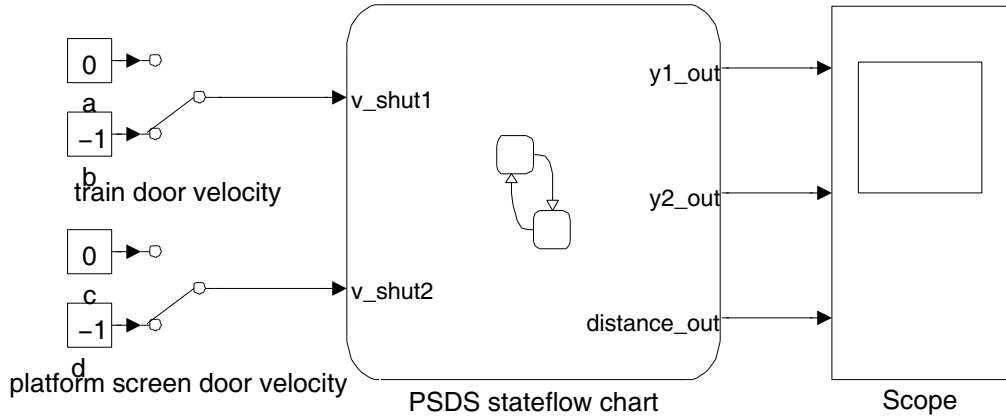 0
a
−1
b
train door velocity
0
c
−1
d
platform screen door velocity
v_shut1
v_shut2
y1_out
y2_out
distance_out
PSDS stateflow chart
Scope